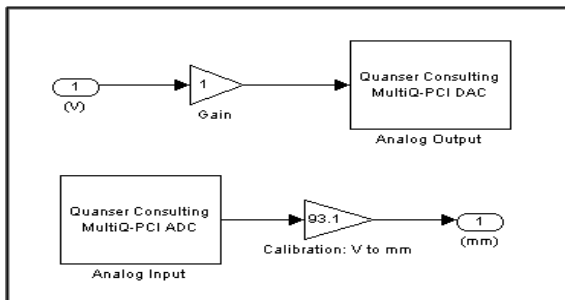 1
(V)
1
Gain
Quanser Consulting
MultiQ-PCI DAC
Analog Output
Quanser Consulting
MultiQ-PCI ADC
Analog Input
93.1
Calibration: V to mm
1
(mm)